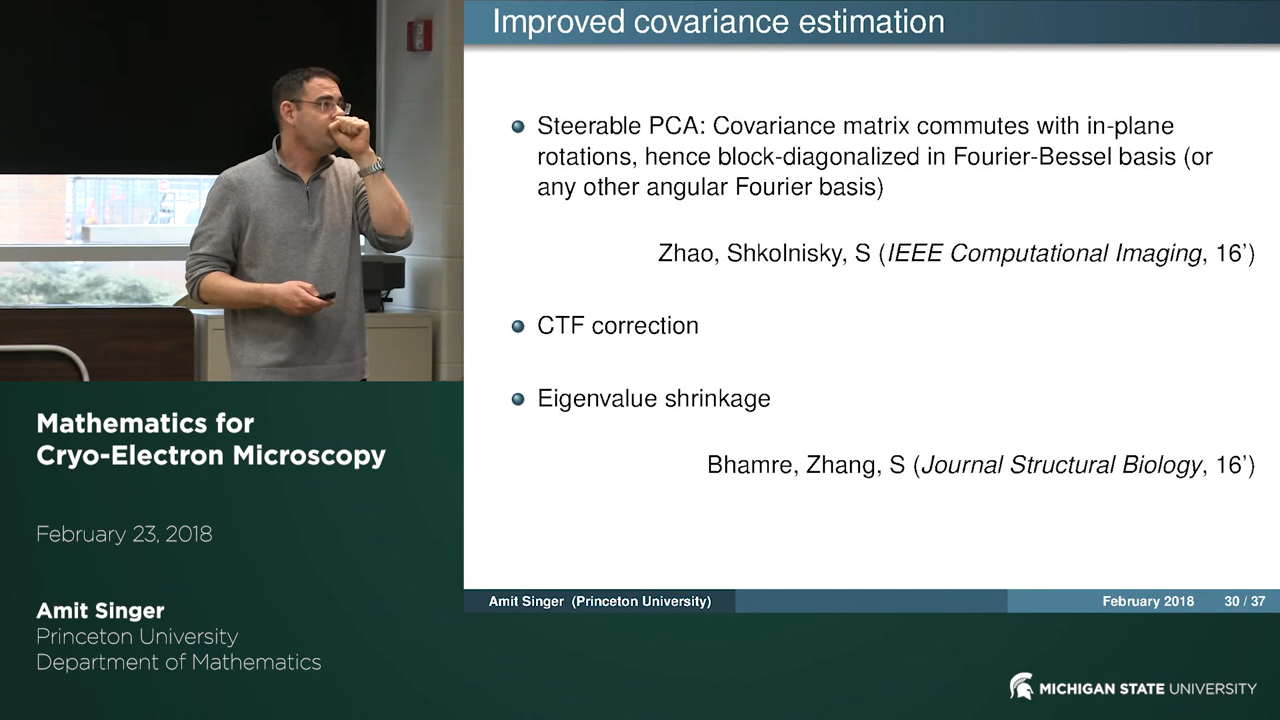 Improved covariance estimation
Steerable PCA: Covariance matrix commutes with in-plane
rotations, hence block-diagonalized in Fourier-Bessel basis (or
any other angular Fourier basis)
Zhao, Shkolnisky, S (IEEE Computational Imaging, 16’)
CTF correction
Eigenvalue shrinkage
Bhamre, Zhang, S (Journal Structural Biology, 16’)
Amit Singer (Princeton University)
February 2018
30 / 37
Mathematics for
Cryo-Electron Microscopy
February 23, 2018
Amit Singer
Princeton University
Department of Mathematics
MICHIGAN STATE UNIVERSITY